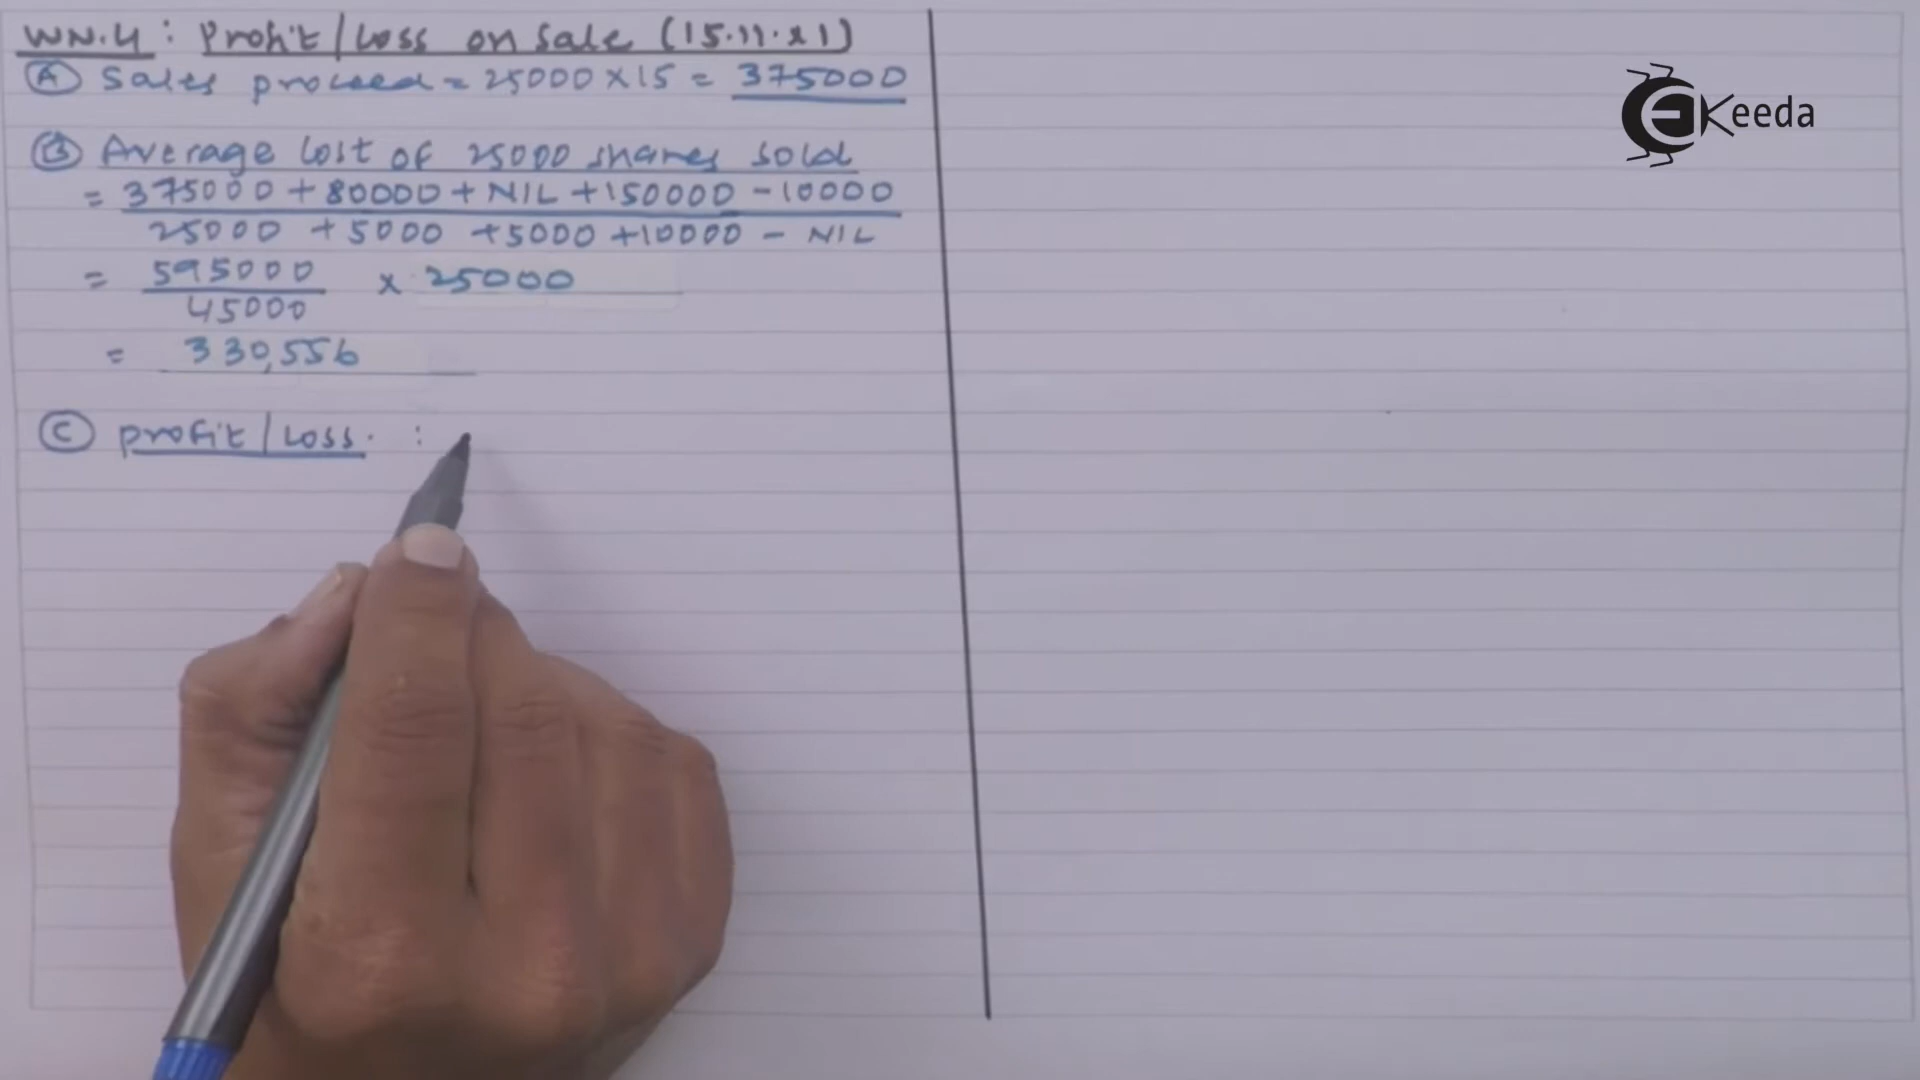 WN.4 : Profit/Loss on sale (15.11.21)
Ⓐ Sales proceed = 25000 × 15 = 375000
Ⓑ Average Cost of 25000 shares sold
= 375000 + 80000 + NIL + 150000 - 10000
25000 + 5000 + 5000 + 10000 - NIL
= 595000 × 25000
45000
= 330,556
Ⓒ profit/Loss. :
EKeeda